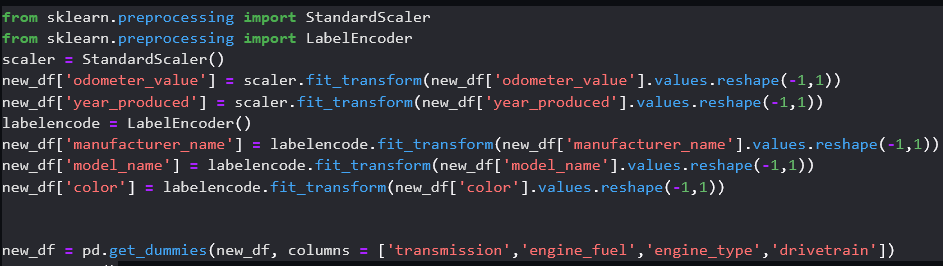 from sklearn.preprocessing import StandardScaler
from sklearn.preprocessing import LabelEncoder
scaler = StandardScaler()
new_df['odometer_value'] = scaler.fit_transform(new_df['odometer_value'].values.reshape(-1,1))
new_df['year_produced'] = scaler.fit_transform(new_df['year_produced'].values.reshape(-1,1))
labelencode = LabelEncoder()
new_df['manufacturer_name'] = labelencode.fit_transform(new_df['manufacturer_name'].values.reshape(-1,1))
new_df['model_name'] = labelencode.fit_transform(new_df['model_name'].values.reshape(-1,1))
new_df['color'] = labelencode.fit_transform(new_df['color'].values.reshape(-1,1))
new_df = pd.get_dummies(new_df, columns = ['transmission','engine_fuel','engine_type','drivetrain'])